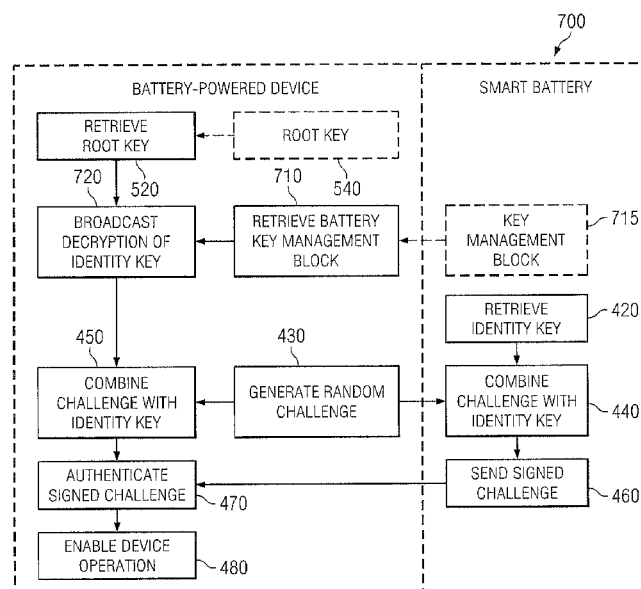 700
BATTERY-POWERED DEVICE
SMART BATTERY
RETRIEVE
ROOT KEY
520
ROOT KEY
540
720
BROADCAST
DECRYPTION OF
IDENTITY KEY
710
RETRIEVE BATTERY
KEY MANAGEMENT
BLOCK
KEY
MANAGEMENT
BLOCK
715
RETRIEVE
IDENTITY KEY
420
450
COMBINE
CHALLENGE WITH
IDENTITY KEY
430
GENERATE RANDOM
CHALLENGE
COMBINE
CHALLENGE WITH
IDENTITY KEY
440
AUTHENTICATE
SIGNED CHALLENGE
470
SEND SIGNED
CHALLENGE
460
ENABLE DEVICE
OPERATION
480